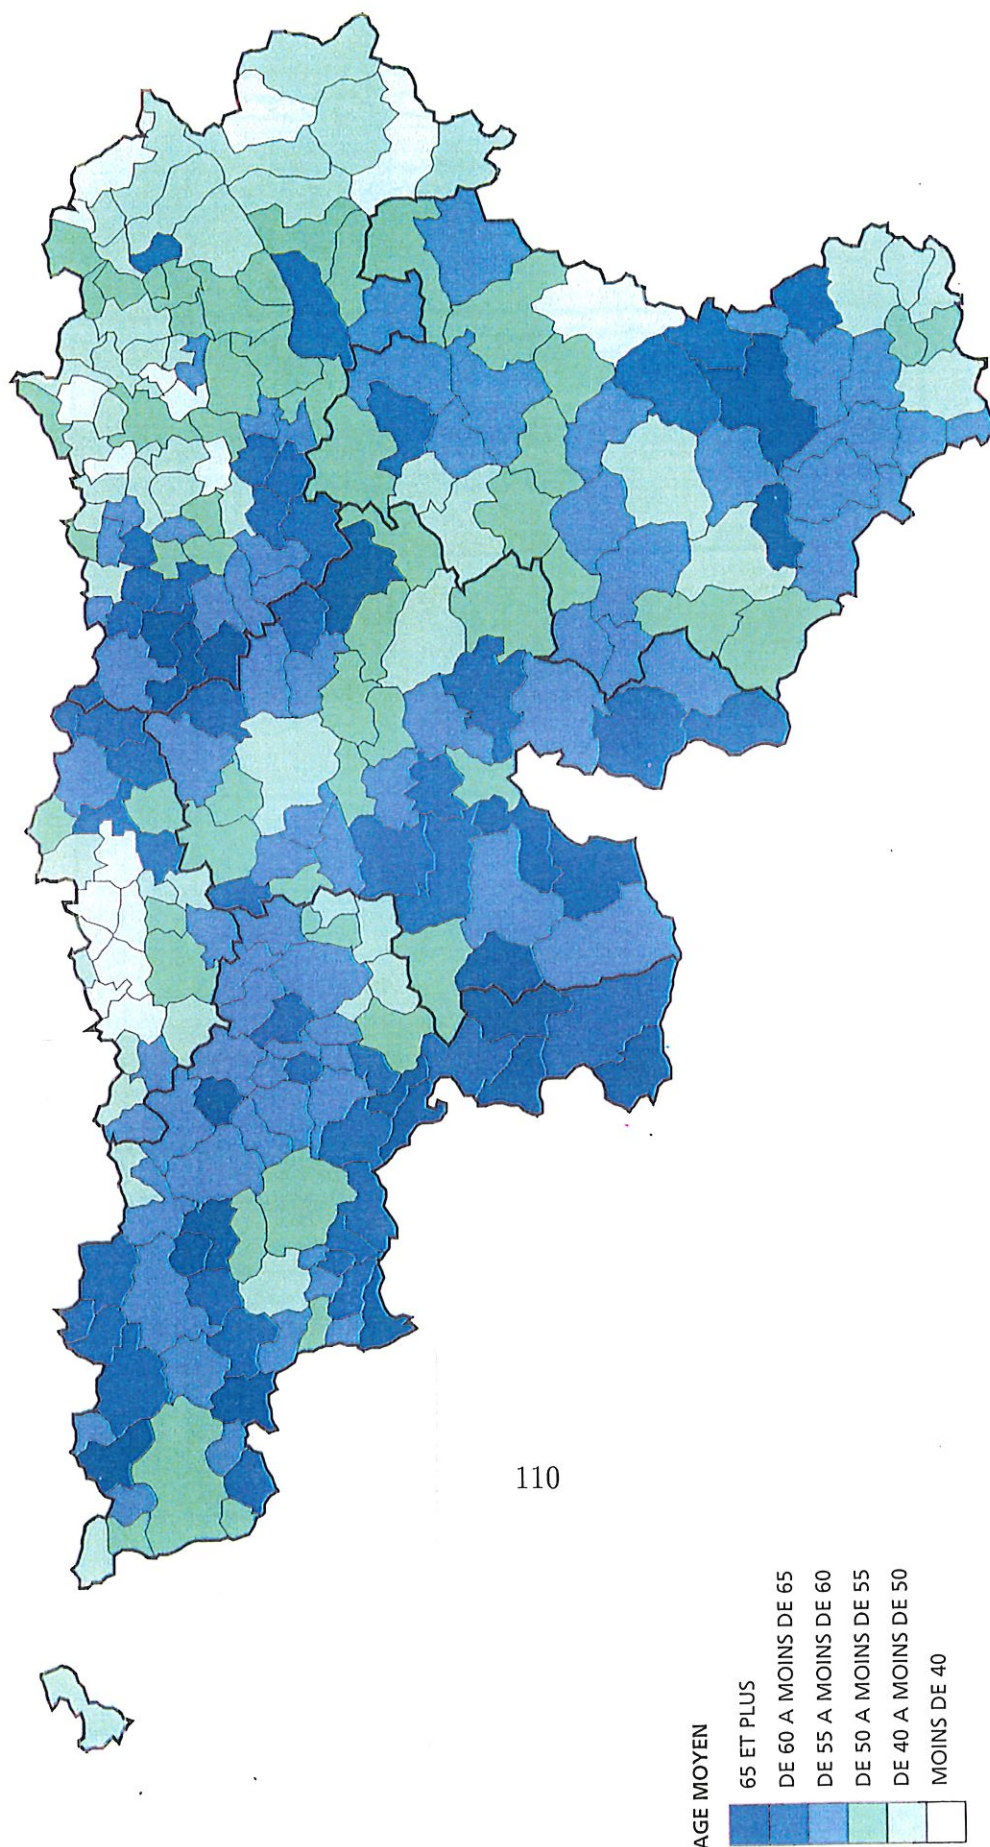 110
AGE MOYEN
65 ET PLUS
DE 60 A MOINS DE 65
DE 55 A MOINS DE 60
DE 50 A MOINS DE 55
DE 40 A MOINS DE 50
MOINS DE 40